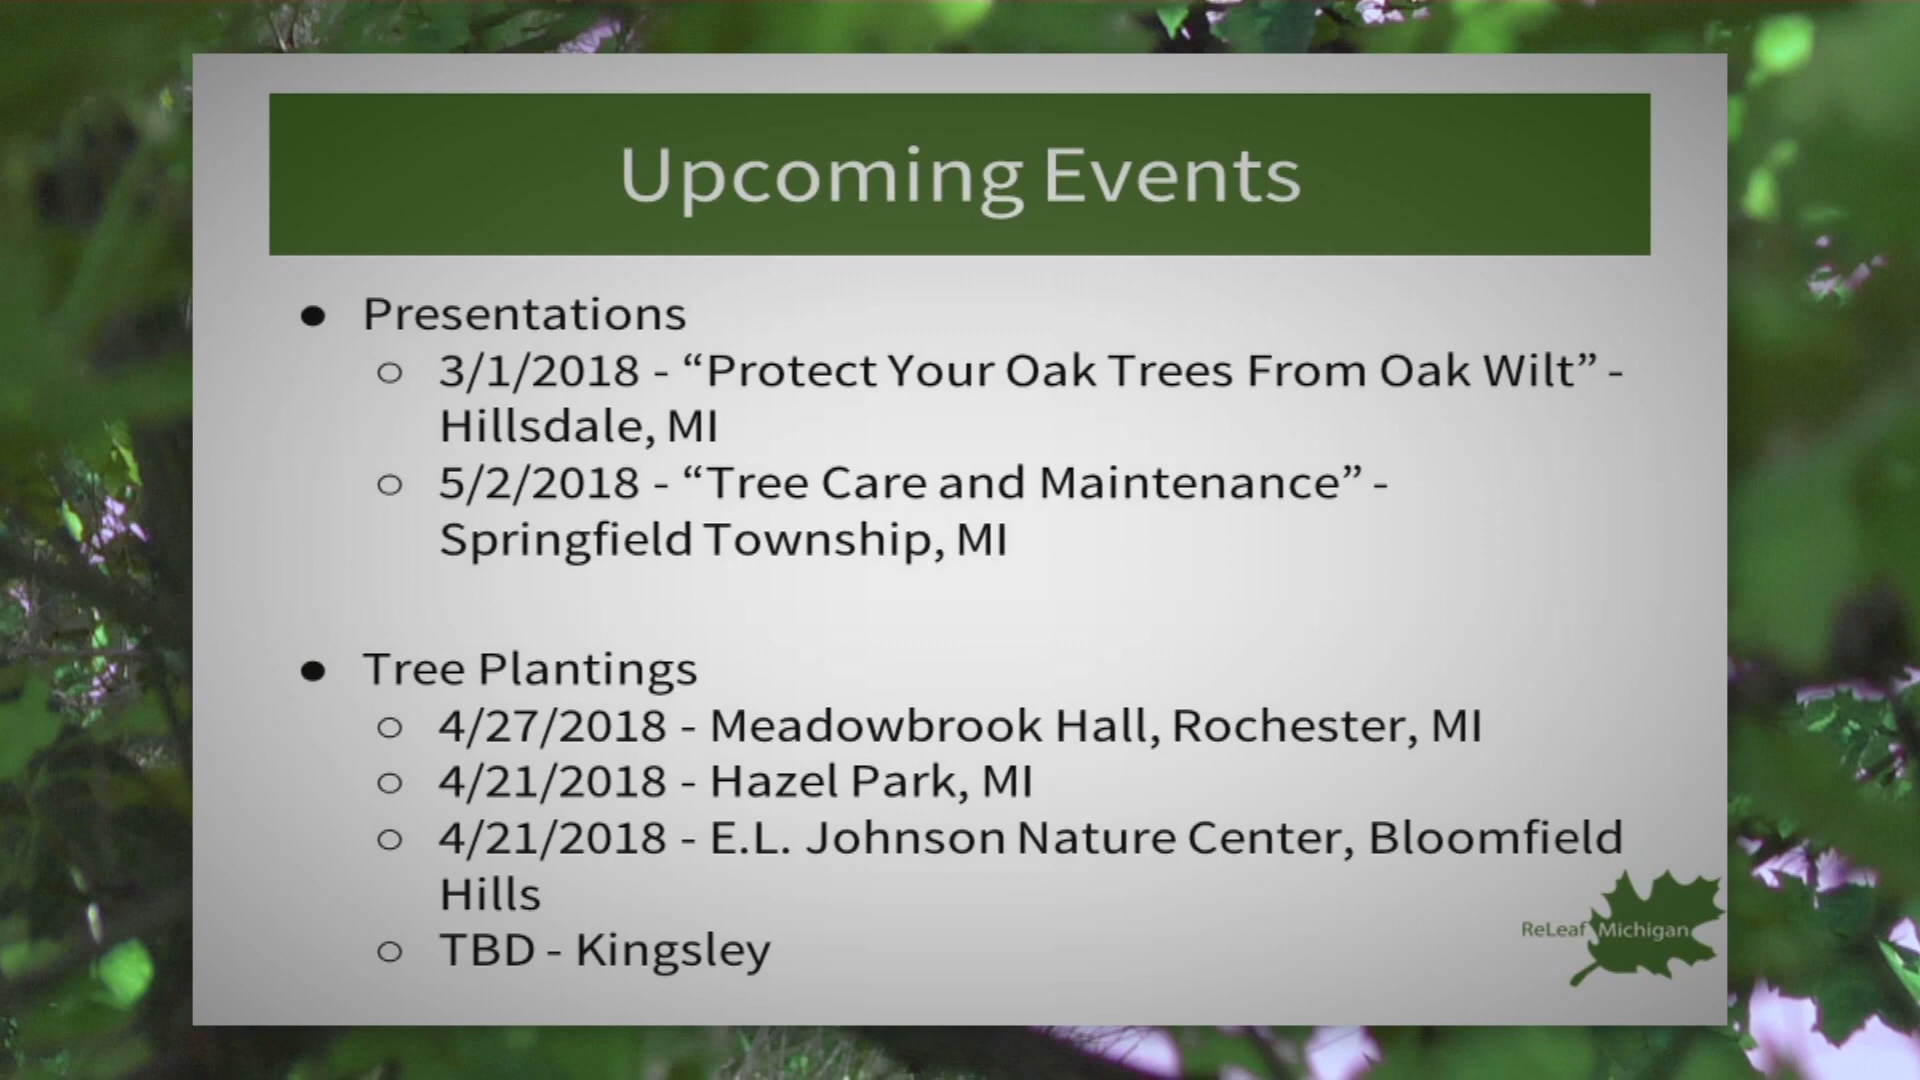 Upcoming Events
● Presentations
○ 3/1/2018 - “Protect Your Oak Trees From Oak Wilt” -
Hillsdale, MI
○ 5/2/2018 - “Tree Care and Maintenance” -
Springfield Township, MI
● Tree Plantings
○ 4/27/2018 - Meadowbrook Hall, Rochester, MI
○ 4/21/2018 - Hazel Park, MI
○ 4/21/2018 - E.L. Johnson Nature Center, Bloomfield
Hills
○ TBD - Kingsley
ReLeaf Michigan